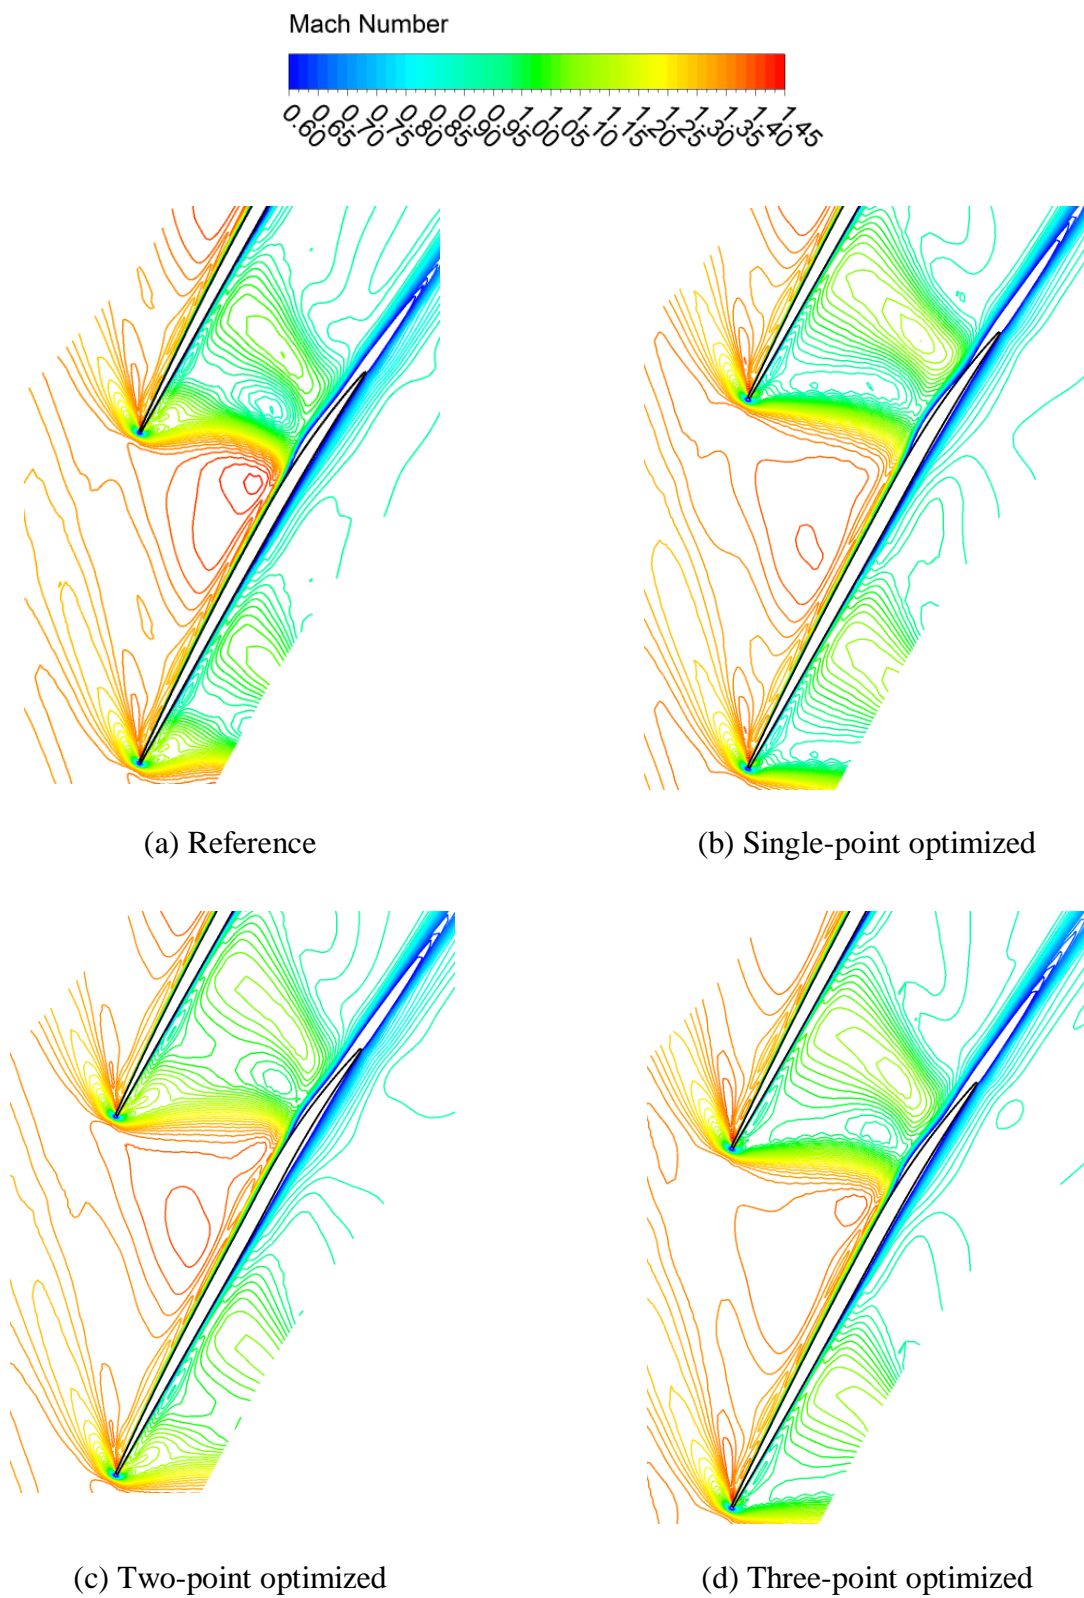 Mach Number
0.60 0.65 0.70 0.75 0.80 0.85 0.90 0.95 1.00 1.05 1.10 1.15 1.20 1.25 1.30 1.35 1.40 1.45
(a) Reference
(b) Single-point optimized
(c) Two-point optimized
(d) Three-point optimized